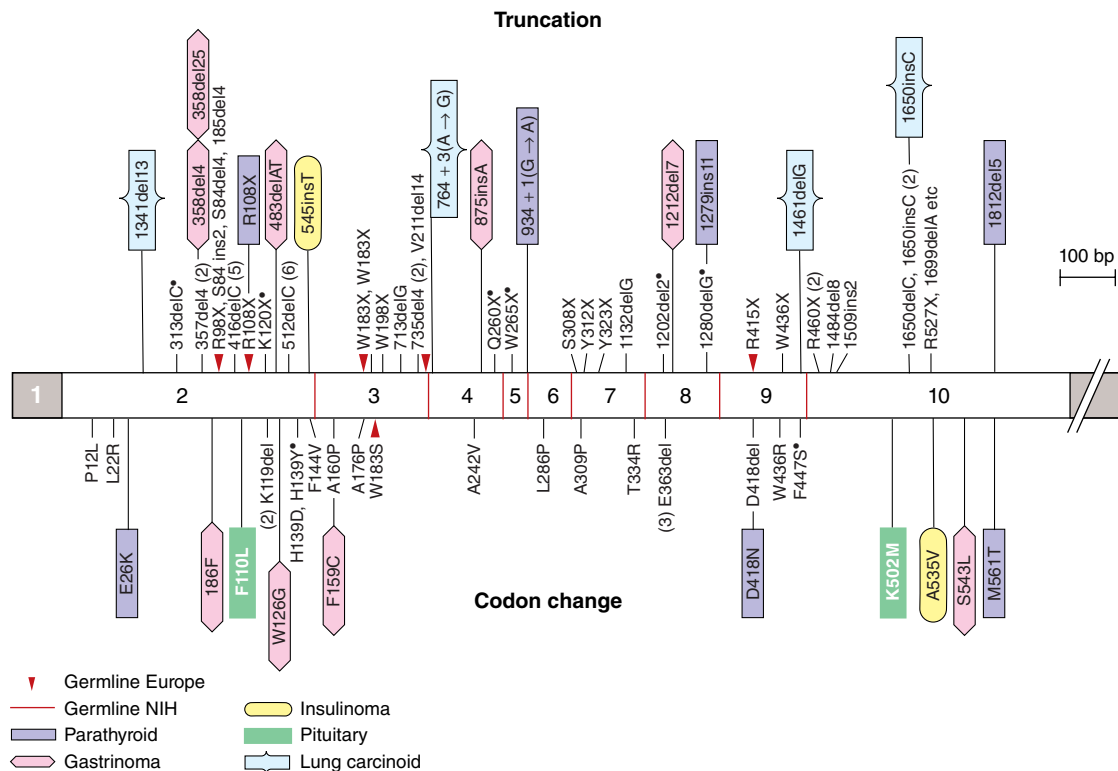 Truncation
1341del13
358del25
358del4
R108X
483delAT
545insT
764 + 3(A → G)
875insA
934 + 1(G → A)
1212del7
1279ins11
1461delG
1650insC
1812del5
100 bp
313delC•
357del4 (2)
R98X, S84 ins2, S84del4, 185del4
416delC (5)
R108X
K120X•
512delC (6)
W183X, W183X
W198X
713delG
735del4 (2), V211del14
Q260X•
W265X•
S308X
Y312X
Y323X
1132delG
1202del2•
1280delG•
R415X
W436X
R460X (2)
1484del8
1509ins2
1650delC, 1650insC (2)
R527X, 1699delA etc
1 2 3 4 5 6 7 8 9 10
P12L
L22R
(2) K119del
H139D, H139Y•
F144V
A160P
A176P
W183S
A242V
L286P
A309P
T334R
(3) E363del
D418del
W436R
F447S•
E26K
186F
F110L
W126G
F159C
D418N
K502M
A535V
S543L
M561T
Codon change
Germline Europe
Germline NIH
Parathyroid
Gastrinoma
Insulinoma
Pituitary
Lung carcinoid